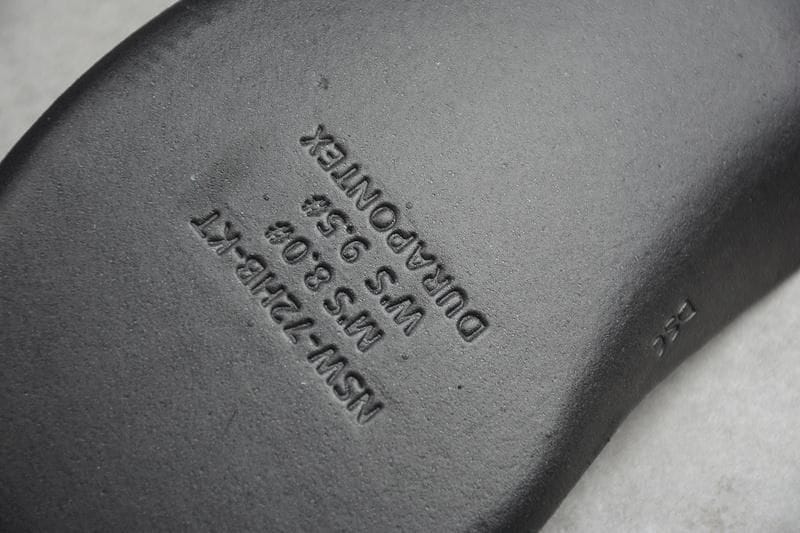 NSW-72HB-KT
M'S 8.0#
W'S 9.5#
DURAPONTEX